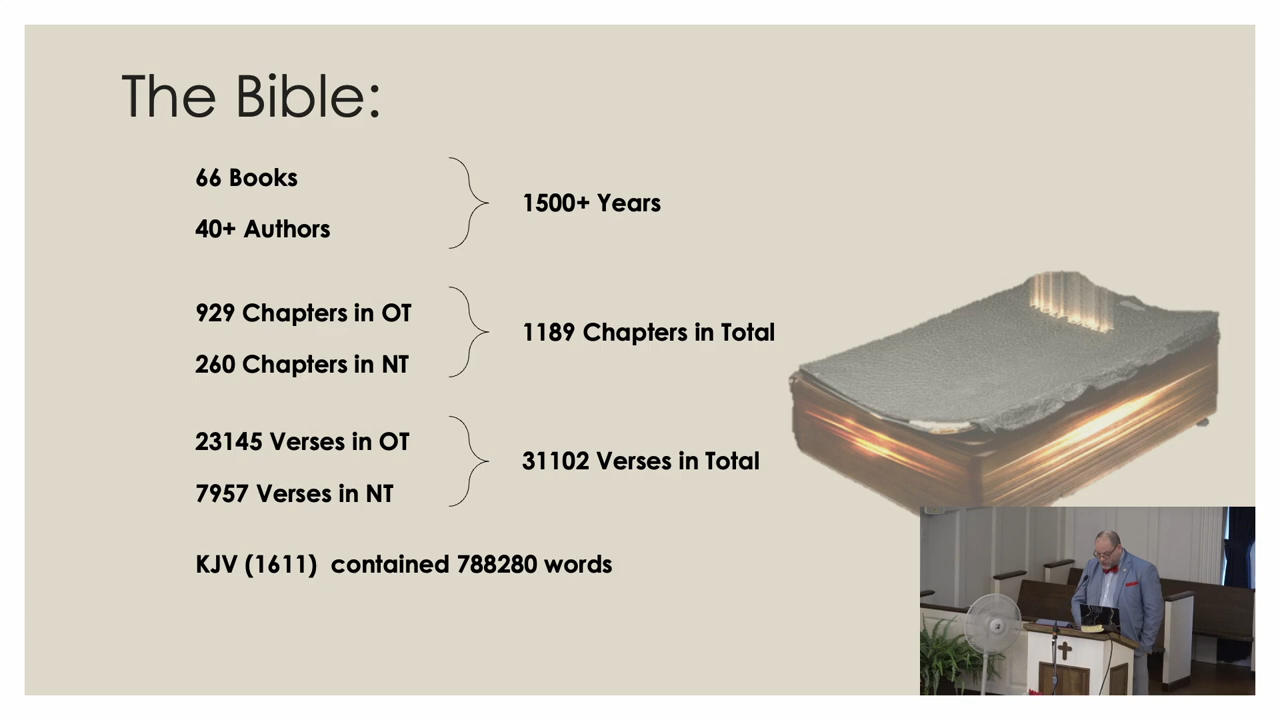 The Bible:
66 Books
40+ Authors
1500+ Years
929 Chapters in OT
260 Chapters in NT
1189 Chapters in Total
23145 Verses in OT
7957 Verses in NT
31102 Verses in Total
KJV (1611)  contained 788280 words